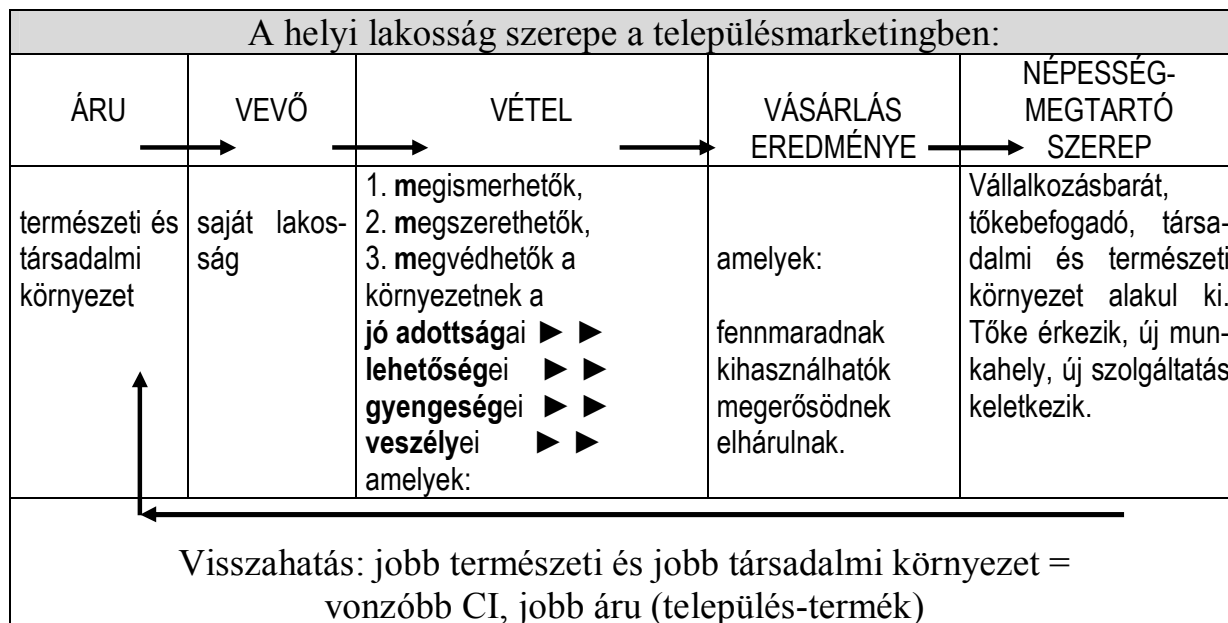 A helyi lakosság szerepe a településmarketingben:
ÁRU
VEVŐ
VÉTEL
VÁSÁRLÁS
EREDMÉNYE
NÉPESSÉG-
MEGTARTÓ
SZEREP
természeti és
társadalmi
környezet
saját lakos-
ság
1. megismerhetők,
2. megszerethetők,
3. megvédhetők a
környezetnek a
jó adottságai ► ►
lehetőségei ► ►
gyengeségei ► ►
veszélyei ► ►
amelyek:
amelyek:
fennmaradnak
kihasználhatók
megerősödnek
elhárulnak.
Vállalkozásbarát,
tőkebefogadó, társa-
dalmi és természeti
környezet alakul ki.
Tőke érkezik, új mun-
kahely, új szolgáltatás
keletkezik.
Visszahatás: jobb természeti és jobb társadalmi környezet =
vonzóbb CI, jobb áru (település-termék)